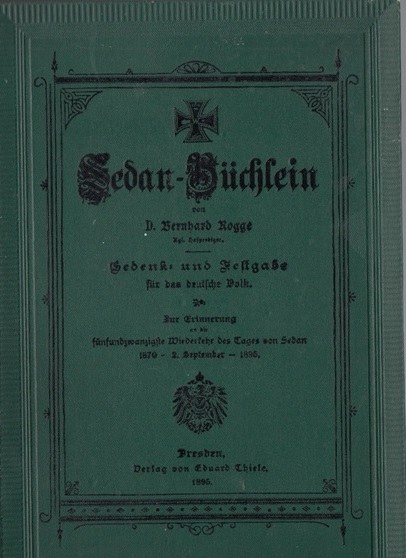 Sedan-Büchlein
von
D. Bernhard Rogge
Kgl. Hofprediger.
Gedenk- und Festgabe
für das deutsche Volk.
Zur Erinnerung
an die
fünfundzwanzigste Wiederkehr des Tages von Sedan
1870 - 2. September - 1895.
Dresden,
Verlag von Eduard Thiele.
1895.